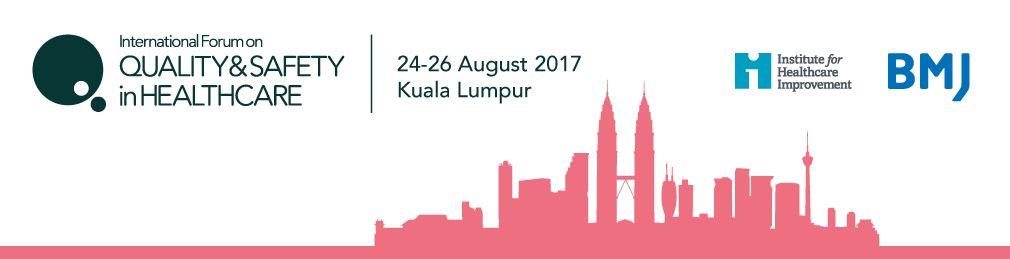 International Forum on
QUALITY&SAFETY
in HEALTHCARE
24-26 August 2017
Kuala Lumpur
Institute for
Healthcare
Improvement
BMJ